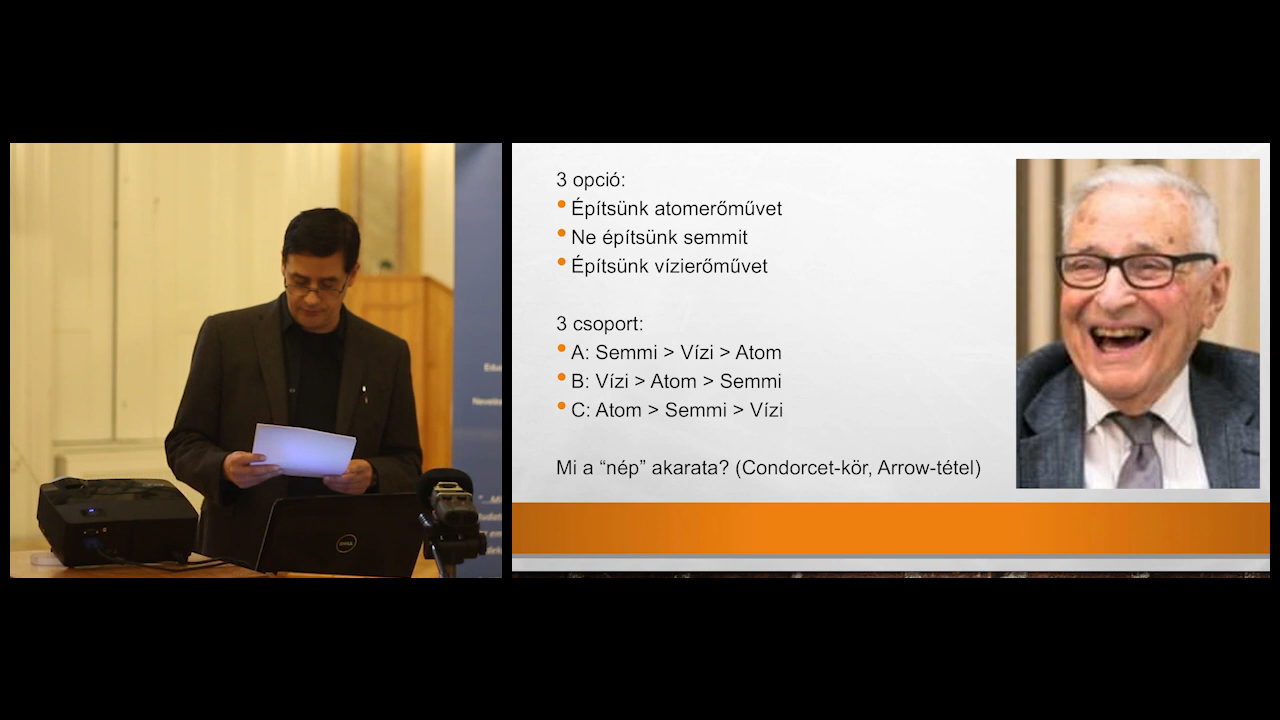 3 opció:
Építsünk atomerőművet
Ne építsünk semmit
Építsünk vízierőművet
3 csoport:
A: Semmi > Vízi > Atom
B: Vízi > Atom > Semmi
C: Atom > Semmi > Vízi
Mi a “nép” akarata? (Condorcet-kör, Arrow-tétel)
DELL